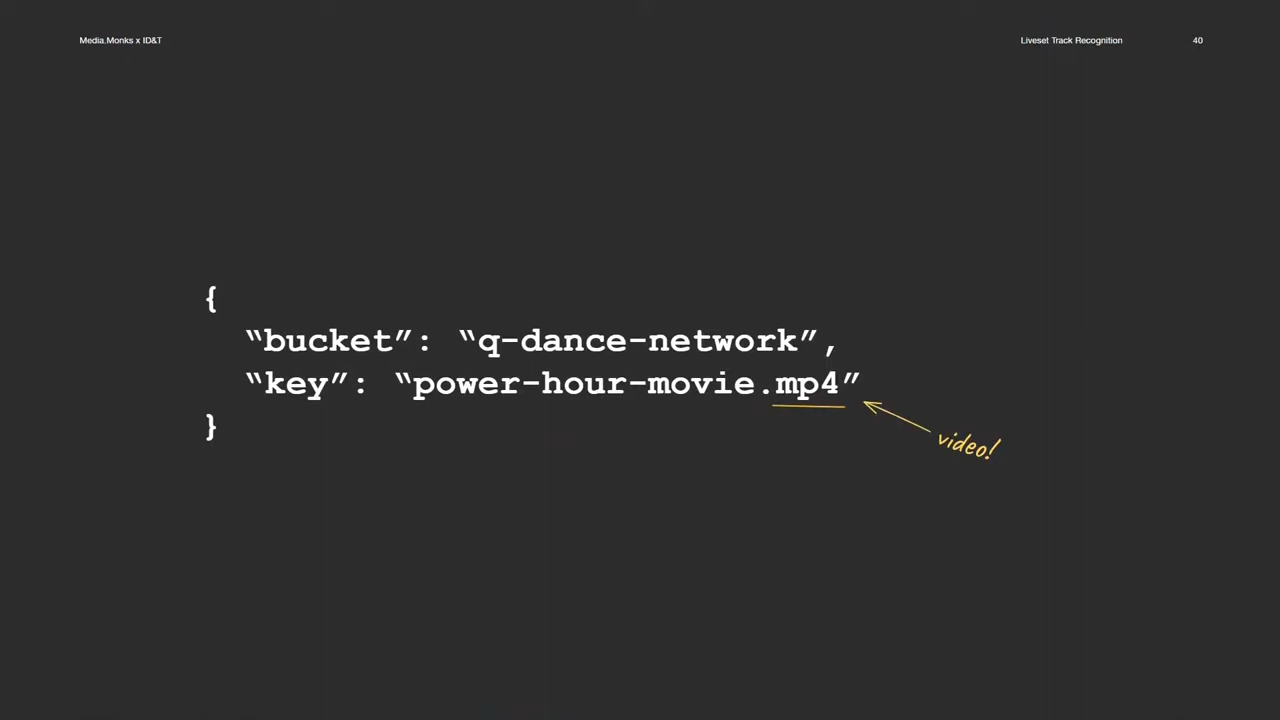 Media.Monks x ID&T
Liveset Track Recognition
40
{
“bucket”: “q-dance-network”,
“key”: “power-hour-movie.mp4”
}
video!